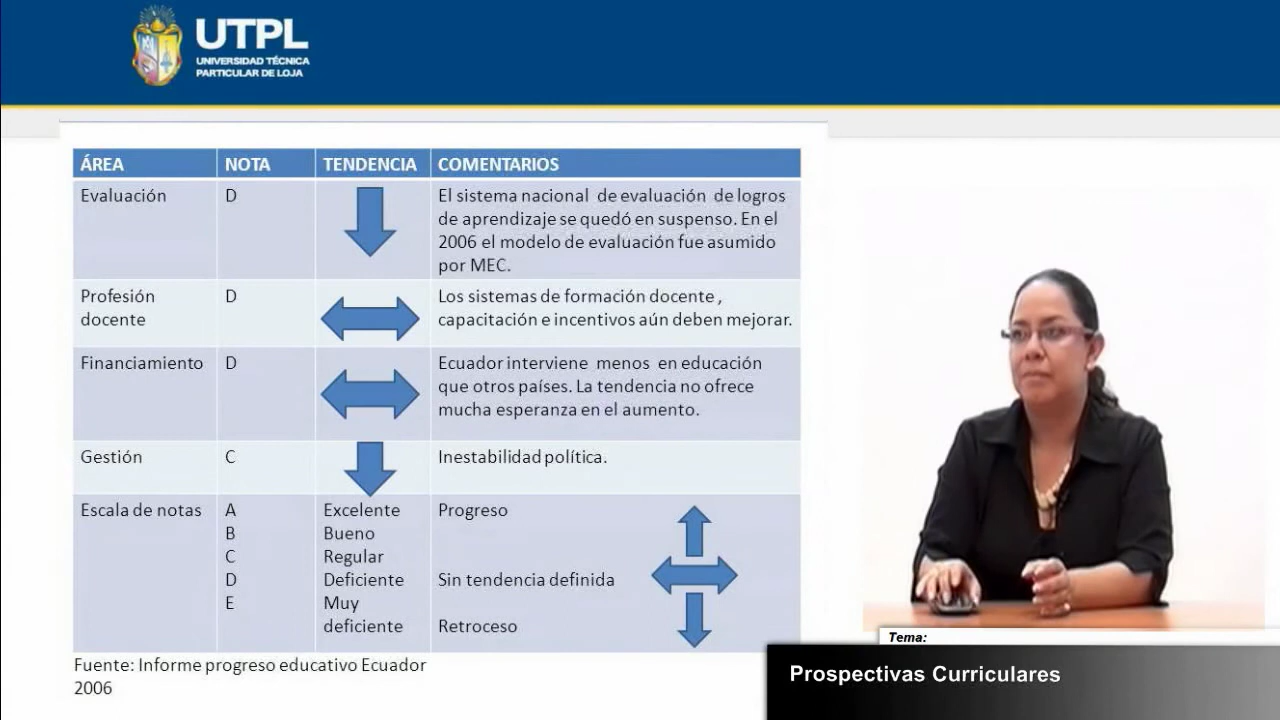 UTPL
UNIVERSIDAD TÉCNICA
PARTICULAR DE LOJA
ÁREA NOTA TENDENCIA COMENTARIOS
Evaluación D El sistema nacional de evaluación de logros
de aprendizaje se quedó en suspenso. En el
2006 el modelo de evaluación fue asumido
por MEC.
Profesión D Los sistemas de formación docente ,
docente capacitación e incentivos aún deben mejorar.
Financiamiento D Ecuador interviene menos en educación
que otros países. La tendencia no ofrece
mucha esperanza en el aumento.
Gestión C Inestabilidad política.
Escala de notas A Excelente Progreso
B Bueno
C Regular
D Deficiente Sin tendencia definida
E Muy
deficiente Retroceso
Fuente: Informe progreso educativo Ecuador
2006
Tema:
Prospectivas Curriculares